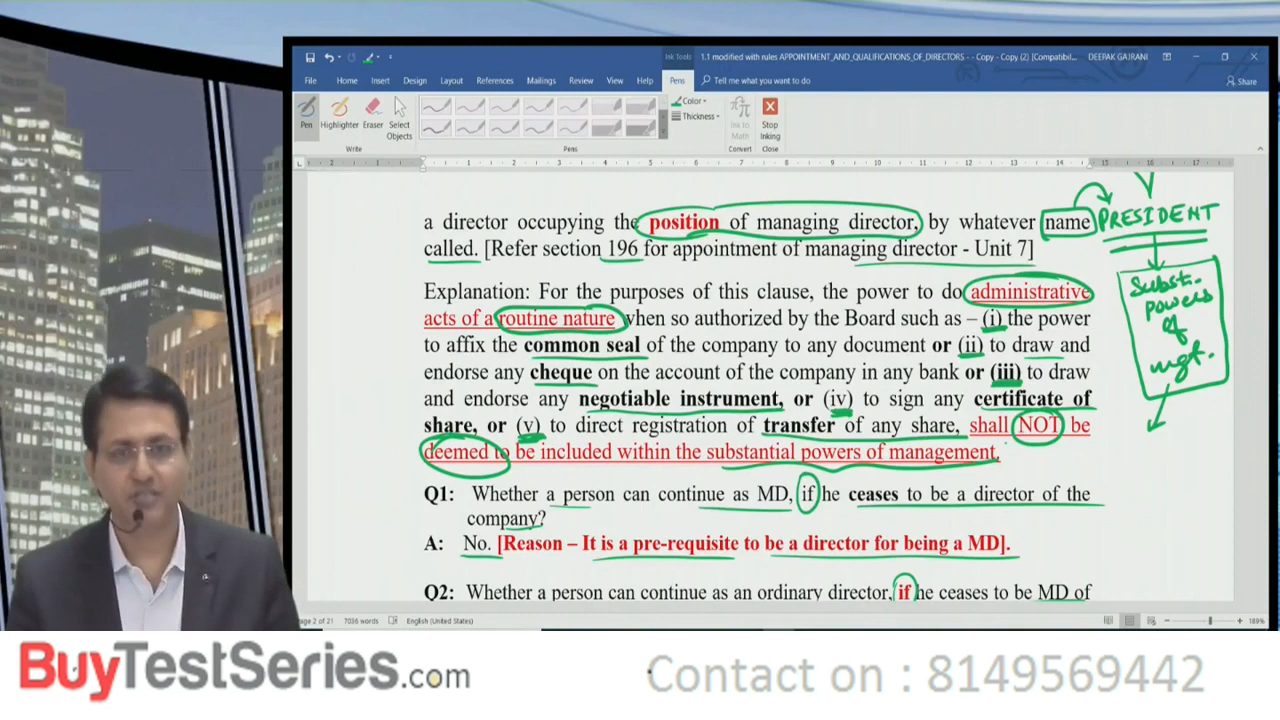 Ink Tools
1.1 modified with rules APPOINTMENT_AND_QUALIFICATIONS_OF_DIRECTORS - - Copy - Copy (2) [Compatibil...
DEEPAK GAJRANI
File Home Insert Design Layout References Mailings Review View Help Pens Tell me what you want to do
Share
Pen Highlighter Eraser Select Objects
Color
Thickness
Ink to Math
Stop Inking
Write Pens Convert Close
a director occupying the position of managing director, by whatever name
called. [Refer section 196 for appointment of managing director - Unit 7]
PRESIDENT
Substi.
powers
of
mgt.
Explanation: For the purposes of this clause, the power to do administrative
acts of a routine nature when so authorized by the Board such as – (i) the power
to affix the common seal of the company to any document or (ii) to draw and
endorse any cheque on the account of the company in any bank or (iii) to draw
and endorse any negotiable instrument, or (iv) to sign any certificate of
share, or (v) to direct registration of transfer of any share, shall NOT be
deemed to be included within the substantial powers of management.
Q1: Whether a person can continue as MD, if he ceases to be a director of the
company?
A: No. [Reason – It is a pre-requisite to be a director for being a MD].
Q2: Whether a person can continue as an ordinary director, if he ceases to be MD of
Page 2 of 21 7036 words English (United States)
189%
BuyTestSeries.com
Contact on : 8149569442